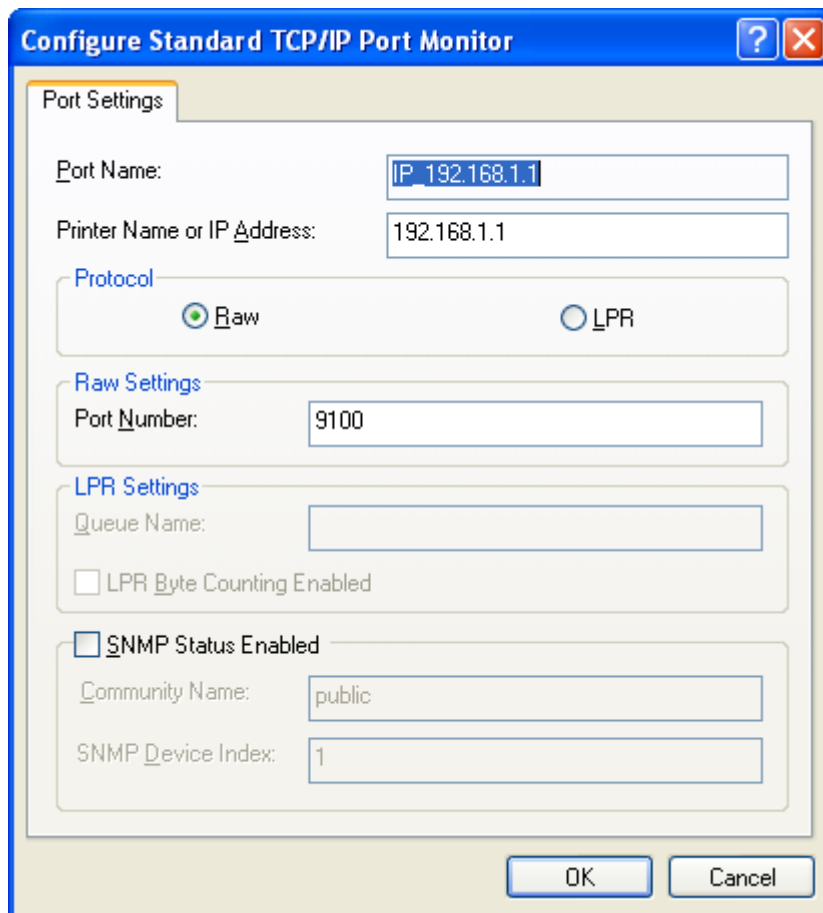 Configure Standard TCP/IP Port Monitor ?
Port Settings
Port Name: IP_192.168.1.1
Printer Name or IP Address: 192.168.1.1
Protocol
Raw LPR
Raw Settings
Port Number: 9100
LPR Settings
Queue Name:
LPR Byte Counting Enabled
SNMP Status Enabled
Community Name: public
SNMP Device Index: 1
OK Cancel